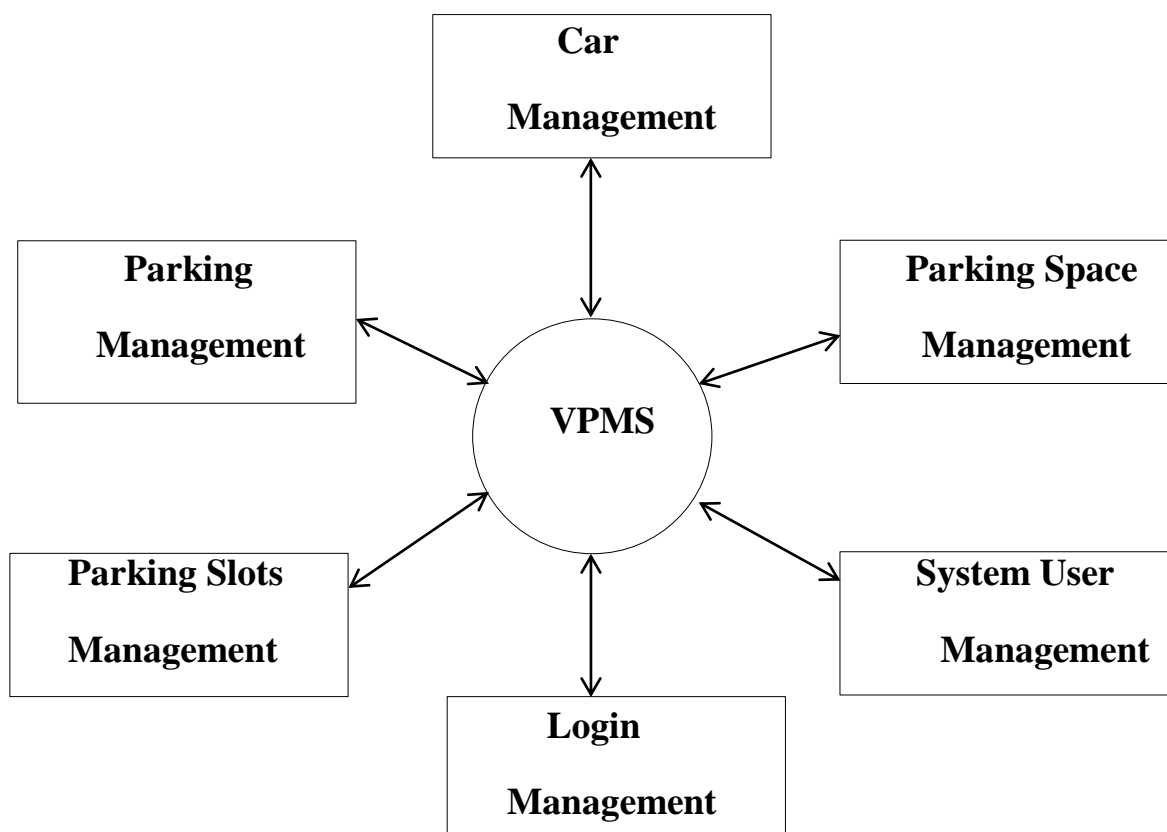 Car
Management
Parking
Management
Parking Space
Management
VPMS
Parking Slots
Management
System User
Management
Login
Management